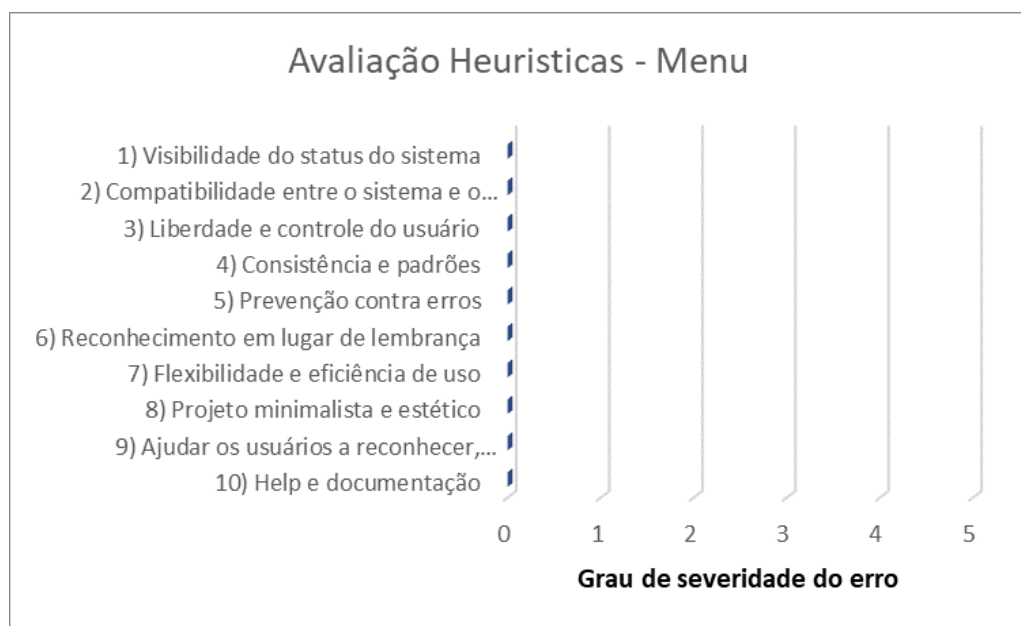 Avaliação Heuristicas - Menu
1) Visibilidade do status do sistema
2) Compatibilidade entre o sistema e o...
3) Liberdade e controle do usuário
4) Consistência e padrões
5) Prevenção contra erros
6) Reconhecimento em lugar de lembrança
7) Flexibilidade e eficiência de uso
8) Projeto minimalista e estético
9) Ajudar os usuários a reconhecer,...
10) Help e documentação
0 1 2 3 4 5
Grau de severidade do erro